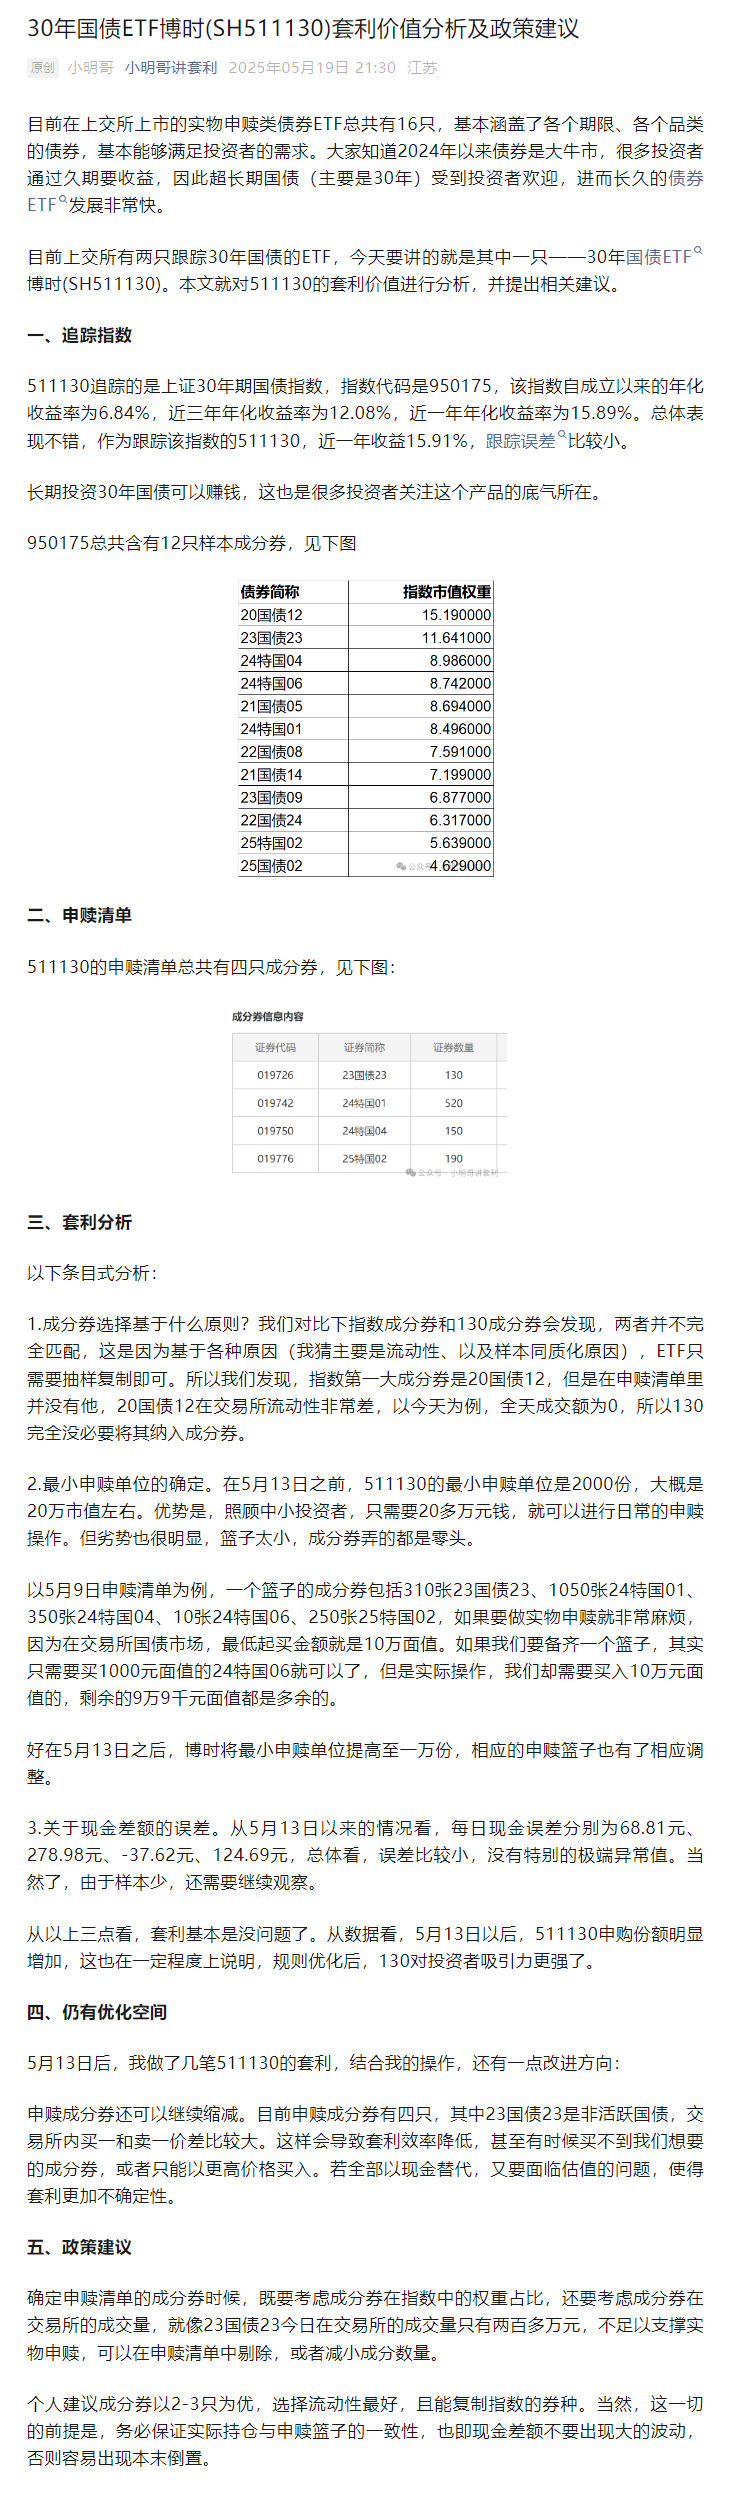 30年国债ETF博时(SH511130)套利价值分析及政策建议
原创 小明哥 小明哥讲套利 2025年05月19日 21:30 江苏
目前在上交所上市的实物申赎类债券ETF总共有16只，基本涵盖了各个期限、各个品类
的债券，基本能够满足投资者的需求。大家知道2024年以来债券是大牛市，很多投资者
通过久期要收益，因此超长期国债（主要是30年）受到投资者欢迎，进而长久的债券
ETF发展非常快。
目前上交所有两只跟踪30年国债的ETF，今天要讲的就是其中一只——30年国债ETF
博时(SH511130)。本文就对511130的套利价值进行分析，并提出相关建议。
一、追踪指数
511130追踪的是上证30年期国债指数，指数代码是950175，该指数自成立以来的年化
收益率为6.84%，近三年年化收益率为12.08%，近一年年化收益率为15.89%。总体表
现不错，作为跟踪该指数的511130，近一年收益15.91%，跟踪误差比较小。
长期投资30年国债可以赚钱，这也是很多投资者关注这个产品的底气所在。
950175总共含有12只样本成分券，见下图
债券简称 指数市值权重
20国债12 15.190000
23国债23 11.641000
24特国04 8.986000
24特国06 8.742000
21国债05 8.694000
24特国01 8.496000
22国债08 7.591000
21国债14 7.199000
23国债09 6.877000
22国债24 6.317000
25特国02 5.639000
25国债02 4.629000
公众号
二、申赎清单
511130的申赎清单总共有四只成分券，见下图：
成分券信息内容
证券代码 证券简称 证券数量
019726 23国债23 130
019742 24特国01 520
019750 24特国04 150
019776 25特国02 190
公众号·小明哥讲套利
三、套利分析
以下条目式分析：
1.成分券选择基于什么原则？我们对比下指数成分券和130成分券会发现，两者并不完
全匹配，这是因为基于各种原因（我猜主要是流动性、以及样本同质化原因），ETF只
需要抽样复制即可。所以我们发现，指数第一大成分券是20国债12，但是在申赎清单里
并没有他，20国债12在交易所流动性非常差，以今天为例，全天成交额为0，所以130
完全没必要将其纳入成分券。
2.最小申赎单位的确定。在5月13日之前，511130的最小申赎单位是2000份，大概是
20万市值左右。优势是，照顾中小投资者，只需要20多万元钱，就可以进行日常的申赎
操作。但劣势也很明显，篮子太小，成分券弄的都是零头。
以5月9日申赎清单为例，一个篮子的成分券包括310张23国债23、1050张24特国01、
350张24特国04、10张24特国06、250张25特国02，如果要做实物申赎就非常麻烦，
因为在交易所国债市场，最低起买金额就是10万面值。如果我们要备齐一个篮子，其实
只需要买1000元面值的24特国06就可以了，但是实际操作，我们却需要买入10万元面
值的，剩余的9万9千元面值都是多余的。
好在5月13日之后，博时将最小申赎单位提高至一万份，相应的申赎篮子也有了相应调
整。
3.关于现金差额的误差。从5月13日以来的情况看，每日现金误差分别为68.81元、
278.98元、-37.62元、124.69元，总体看，误差比较小，没有特别的极端异常值。当
然了，由于样本少，还需要继续观察。
从以上三点看，套利基本是没问题了。从数据看，5月13日以后，511130申购份额明显
增加，这也在一定程度上说明，规则优化后，130对投资者吸引力更强了。
四、仍有优化空间
5月13日后，我做了几笔511130的套利，结合我的操作，还有一点改进方向：
申赎成分券还可以继续缩减。目前申赎成分券有四只，其中23国债23是非活跃国债，交
易所内买一和卖一价差比较大。这样会导致套利效率降低，甚至有时候买不到我们想要
的成分券，或者只能以更高价格买入。若全部以现金替代，又要面临估值的问题，使得
套利更加不确定性。
五、政策建议
确定申赎清单的成分券时候，既要考虑成分券在指数中的权重占比，还要考虑成分券在
交易所的成交量，就像23国债23今日在交易所的成交量只有两百多万元，不足以支撑实
物申赎，可以在申赎清单中剔除，或者减小成分数量。
个人建议成分券以2-3只为优，选择流动性最好，且能复制指数的券种。当然，这一切
的前提是，务必保证实际持仓与申赎篮子的一致性，也即现金差额不要出现大的波动，
否则容易出现本末倒置。